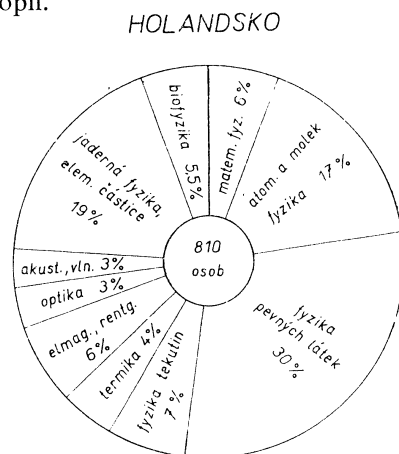 opii.
HOLANDSKO
matem. fyz. 6%
atom. a molek
fyzika 17%
fyzika
pevných látek
30%
fyzika tekutin
7%
termika 4%
elmag., rentg.
6%
optika 3%
akust., vln. 3%
jaderná fyzika,
elem. částice
19%
biofyzika 5,5%
810
osob